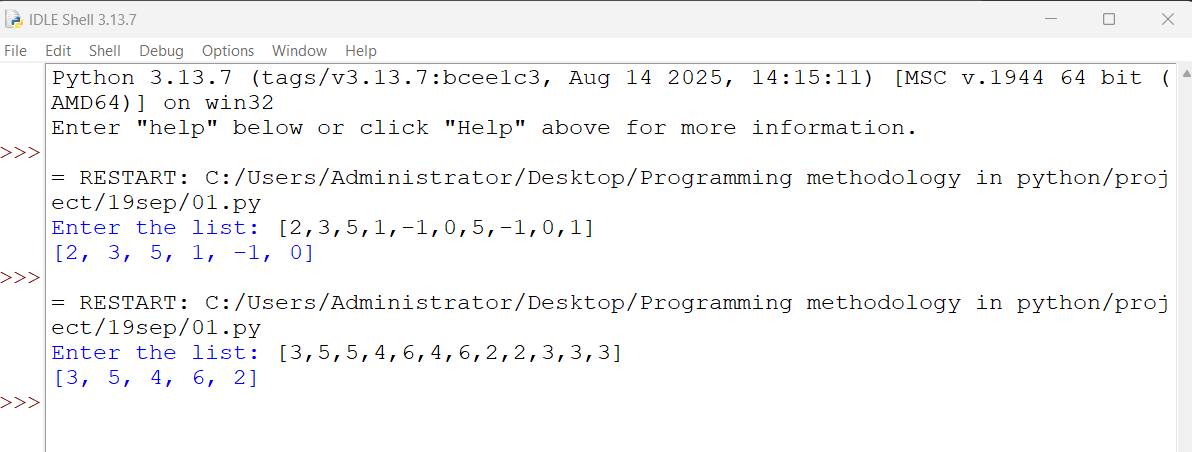 IDLE Shell 3.13.7
File Edit Shell Debug Options Window Help
Python 3.13.7 (tags/v3.13.7:bcee1c3, Aug 14 2025, 14:15:11) [MSC v.1944 64 bit (
AMD64)] on win32
Enter "help" below or click "Help" above for more information.
>>>
= RESTART: C:/Users/Administrator/Desktop/Programming methodology in python/proj
ect/19sep/01.py
Enter the list: [2,3,5,1,-1,0,5,-1,0,1]
[2, 3, 5, 1, -1, 0]
>>>
= RESTART: C:/Users/Administrator/Desktop/Programming methodology in python/proj
ect/19sep/01.py
Enter the list: [3,5,5,4,6,4,6,2,2,3,3,3]
[3, 5, 4, 6, 2]
>>>